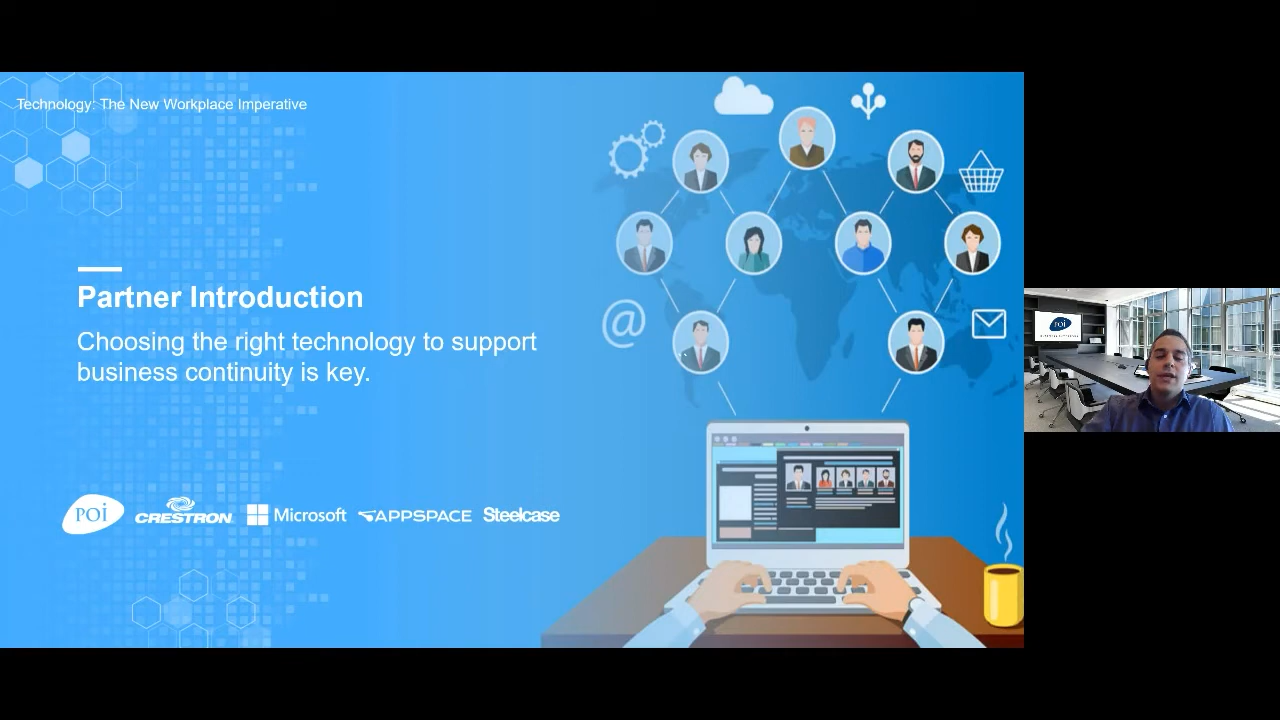 Technology: The New Workplace Imperative
Partner Introduction
Choosing the right technology to support
business continuity is key.
poi CRESTRON Microsoft APPSPACE Steelcase
@
poi